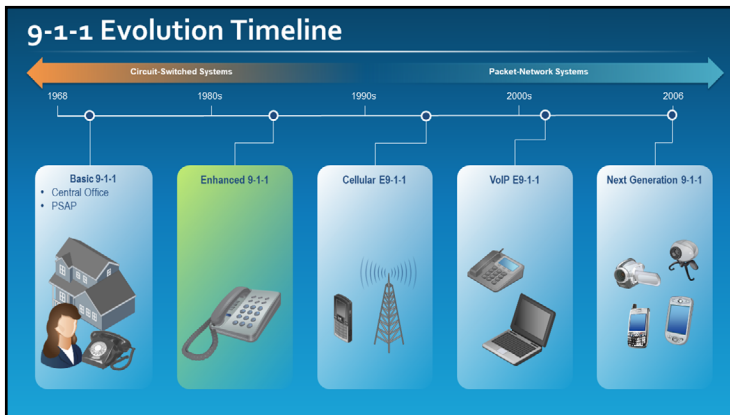 9-1-1 Evolution Timeline
Circuit-Switched Systems
Packet-Network Systems
1968
1980s
1990s
2000s
2006
Basic 9-1-1
• Central Office
• PSAP
Enhanced 9-1-1
Cellular E9-1-1
VoIP E9-1-1
Next Generation 9-1-1